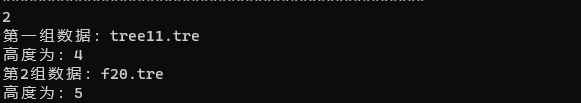 2
第一组数据: tree11.tre
高度为: 4
第2组数据: f20.tre
高度为: 5